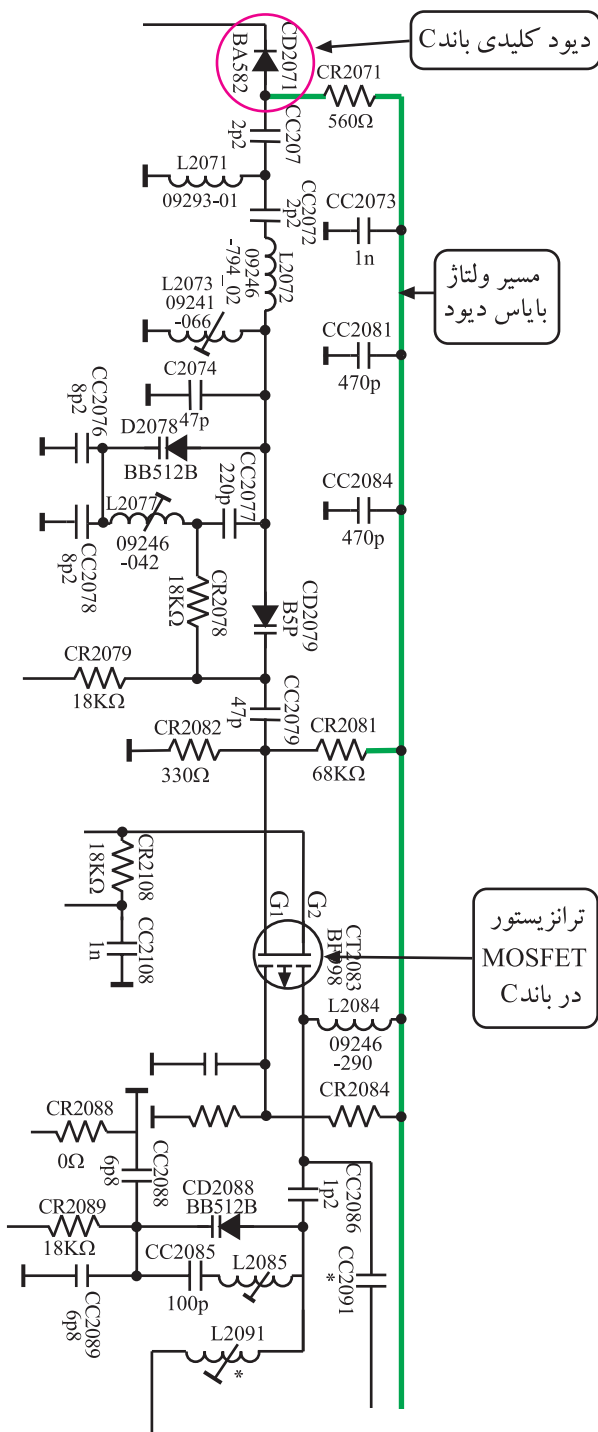 دیود کلیدی باند C
CD2071
BA582
CR2071
560Ω
CC207
2p2
L2071
09293-01
CC2072
2p2
CC2073
1n
L2072
09246
-794_02
L2073
09241
-066
مسیر ولتاژ
بایاس دیود
CC2081
470p
C2074
47p
CC2076
8p2
D2078
BB512B
CC2077
220p
CC2084
470p
L2077
09246
-042
CC2078
8p2
CR2078
18KΩ
CD2079
B5P
CR2079
18KΩ
CC2079
47p
CR2082
330Ω
CR2081
68KΩ
CR2108
18KΩ
CC2108
1n
G1
G2
CT2083
BF998
ترانزیستور
MOSFET
در باند C
L2084
09246
-290
CR2084
CR2088
0Ω
CC2088
6p8
CD2088
BB512B
CC2086
1p2
CR2089
18KΩ
CC2085
100p
L2085
CC2091
*
CC2089
6p8
L2091
*